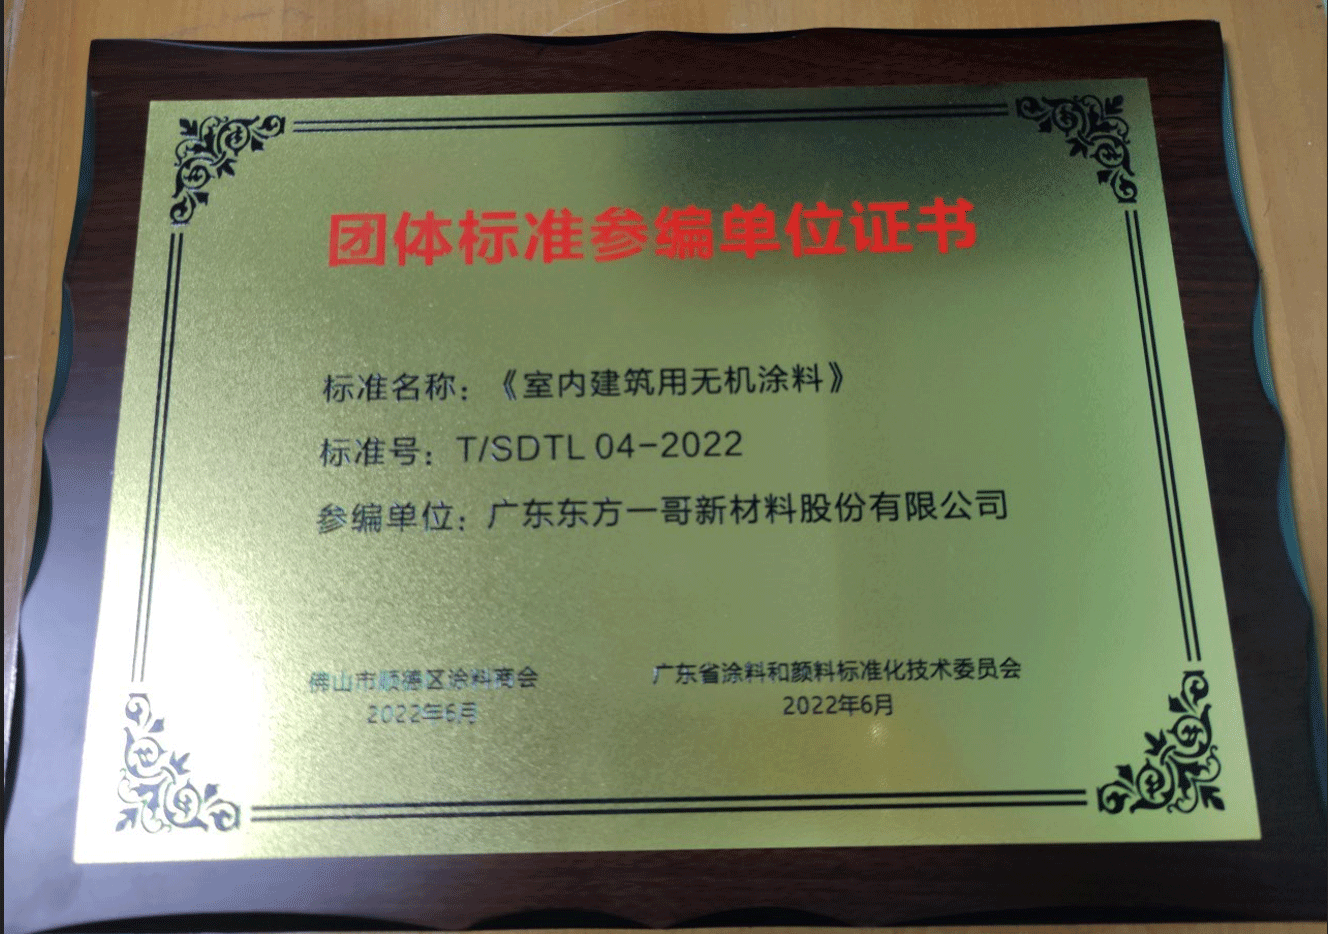 团体标准参编单位证书
标准名称：《室内建筑用无机涂料》
标准号：T/SDTL 04-2022
参编单位：广东东方一哥新材料股份有限公司
佛山市顺德区涂料商会
2022年6月
广东省涂料和颜料标准化技术委员会
2022年6月